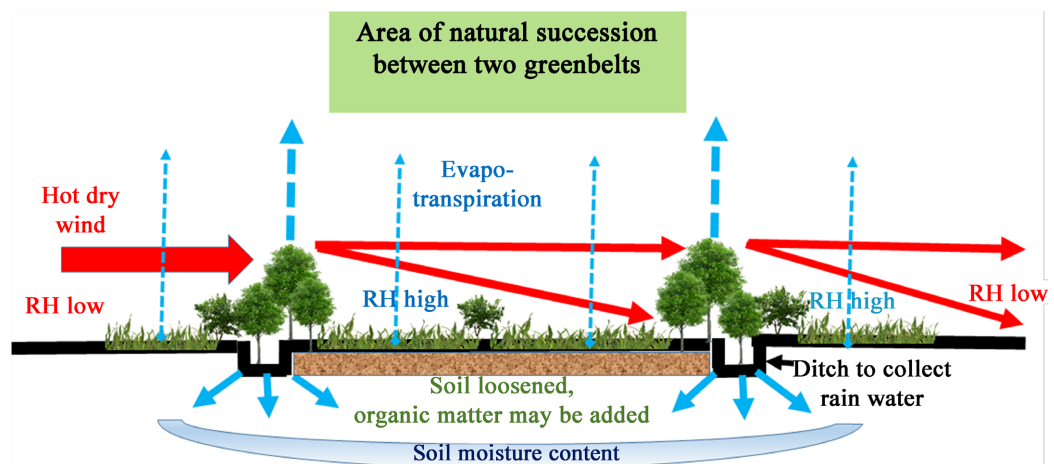 Area of natural succession
between two greenbelts
Evapo-
transpiration
Hot dry
wind
RH low
RH high
RH high
RH low
Soil loosened,
organic matter may be added
Ditch to collect
rain water
Soil moisture content